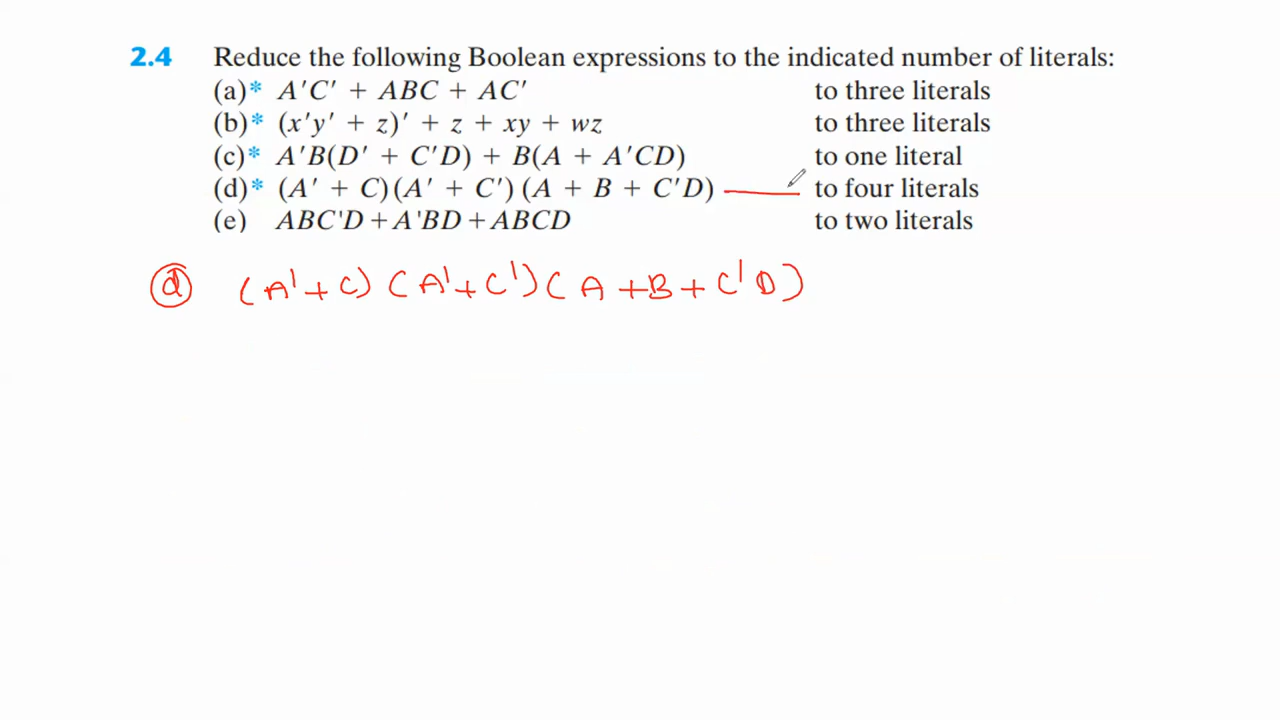 2.4 Reduce the following Boolean expressions to the indicated number of literals:
(a)* A′C′ + ABC + AC′ to three literals
(b)* (x′y′ + z)′ + z + xy + wz to three literals
(c)* A′B(D′ + C′D) + B(A + A′CD) to one literal
(d)* (A′ + C)(A′ + C′)(A + B + C′D) to four literals
(e) ABC'D + A'BD + ABCD to two literals
(d) (A' + C)(A' + C')(A + B + C'D)